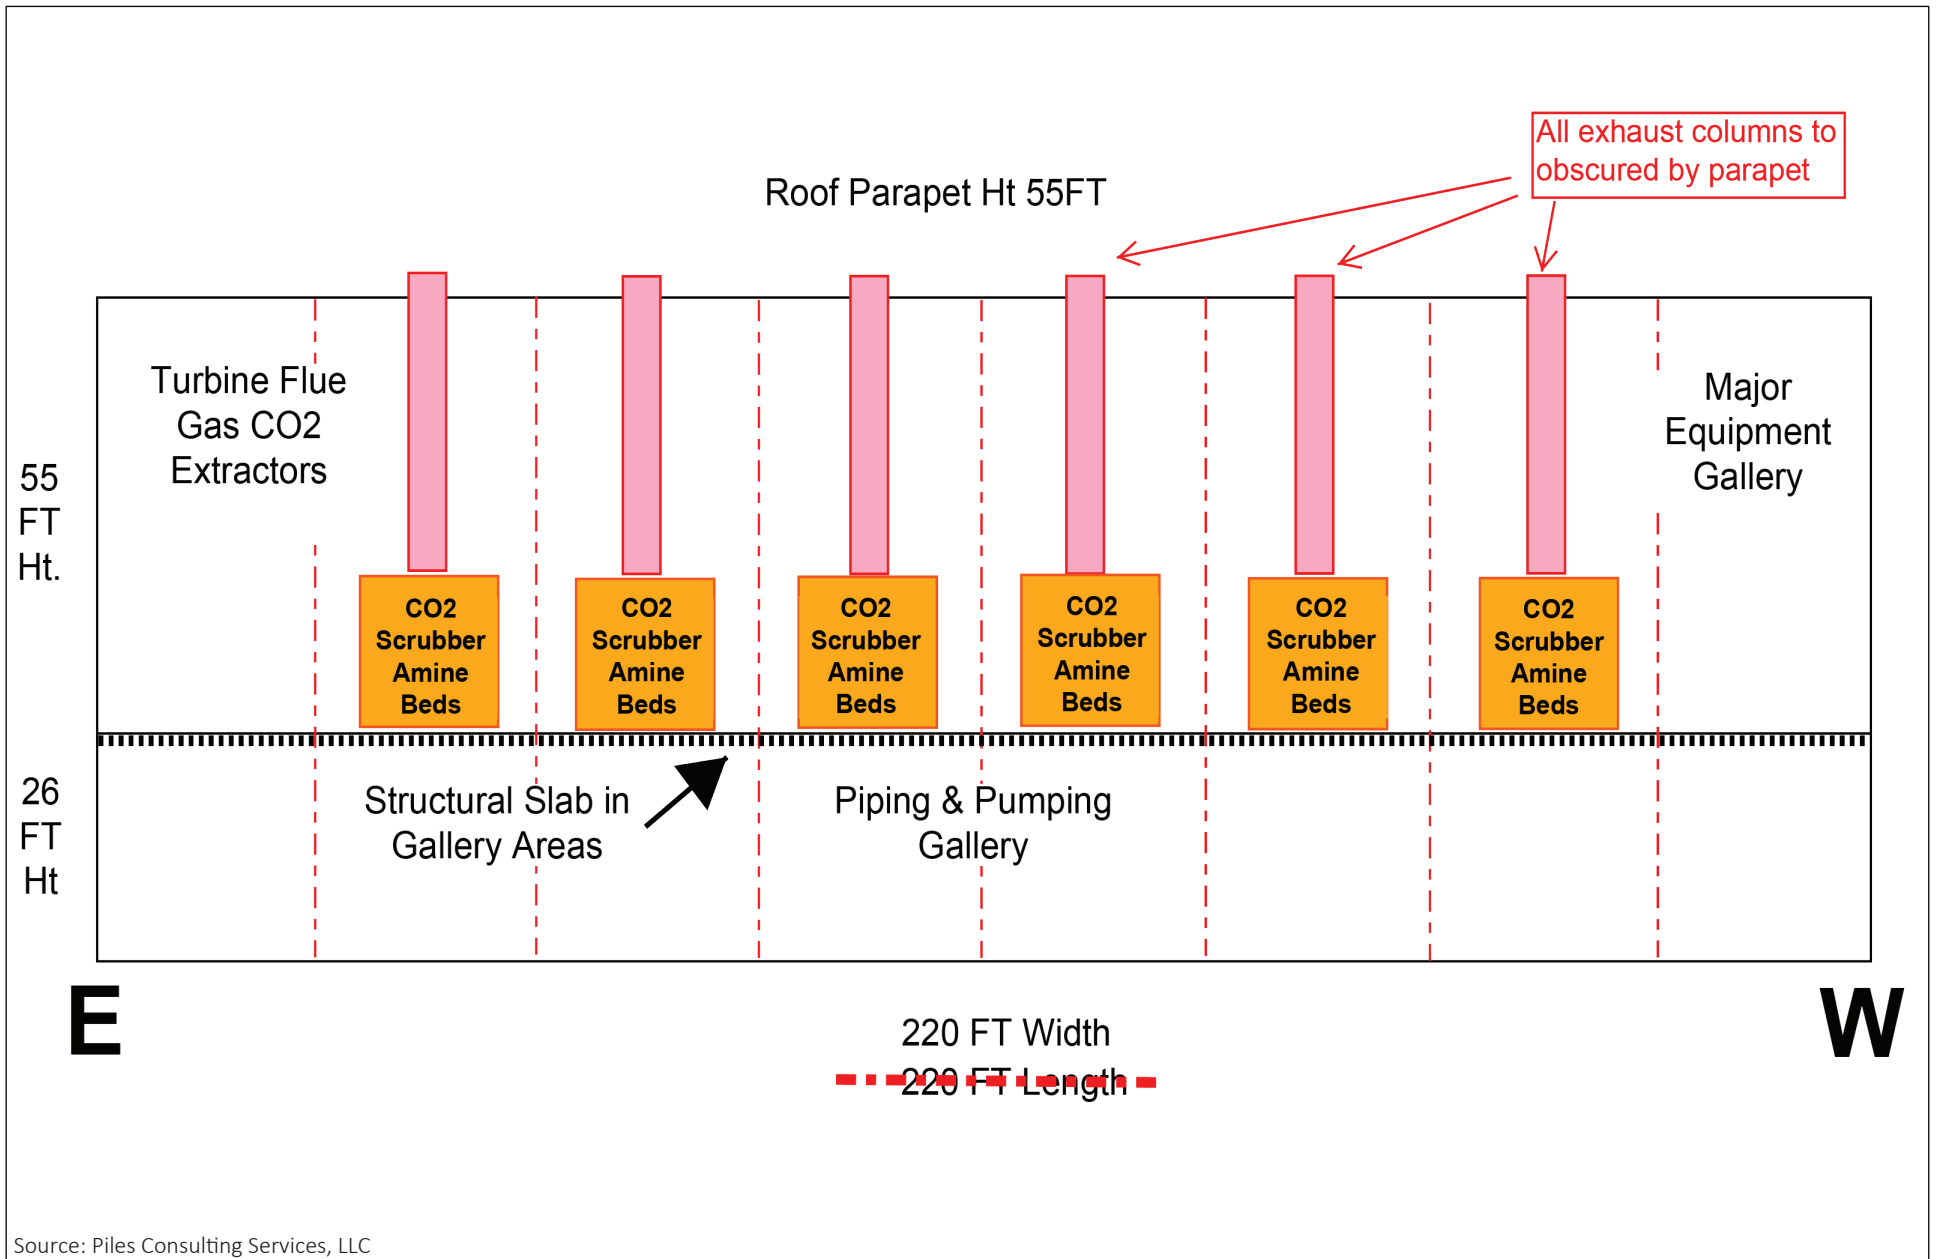 All exhaust columns to
obscured by parapet
Roof Parapet Ht 55FT
Turbine Flue
Gas CO2
Extractors
Major
Equipment
Gallery
55
FT
Ht.
CO2
Scrubber
Amine
Beds
CO2
Scrubber
Amine
Beds
CO2
Scrubber
Amine
Beds
CO2
Scrubber
Amine
Beds
CO2
Scrubber
Amine
Beds
CO2
Scrubber
Amine
Beds
26
FT
Ht
Structural Slab in
Gallery Areas
Piping & Pumping
Gallery
E
W
220 FT Width
220 FT Length
Source: Piles Consulting Services, LLC